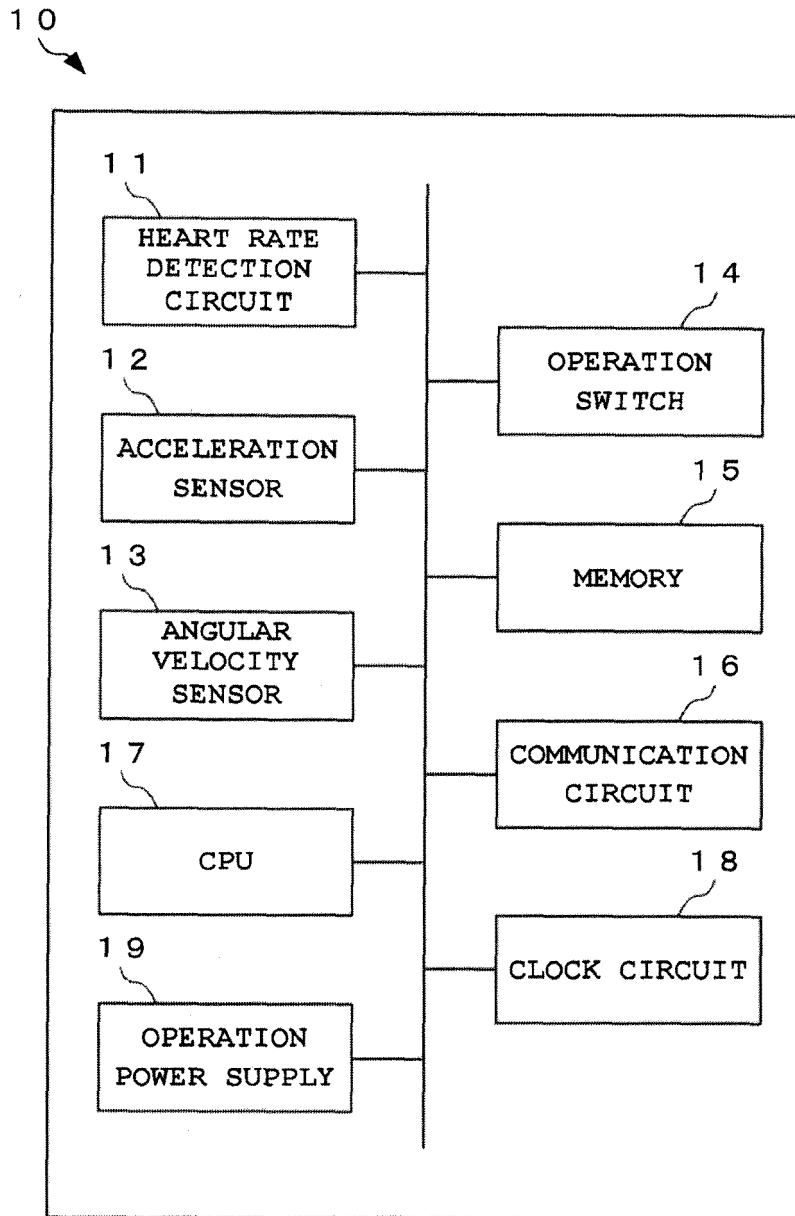 10
11
HEART RATE
DETECTION
CIRCUIT
12
ACCELERATION
SENSOR
13
ANGULAR
VELOCITY
SENSOR
17
CPU
19
OPERATION
POWER SUPPLY
14
OPERATION
SWITCH
15
MEMORY
16
COMMUNICATION
CIRCUIT
18
CLOCK CIRCUIT